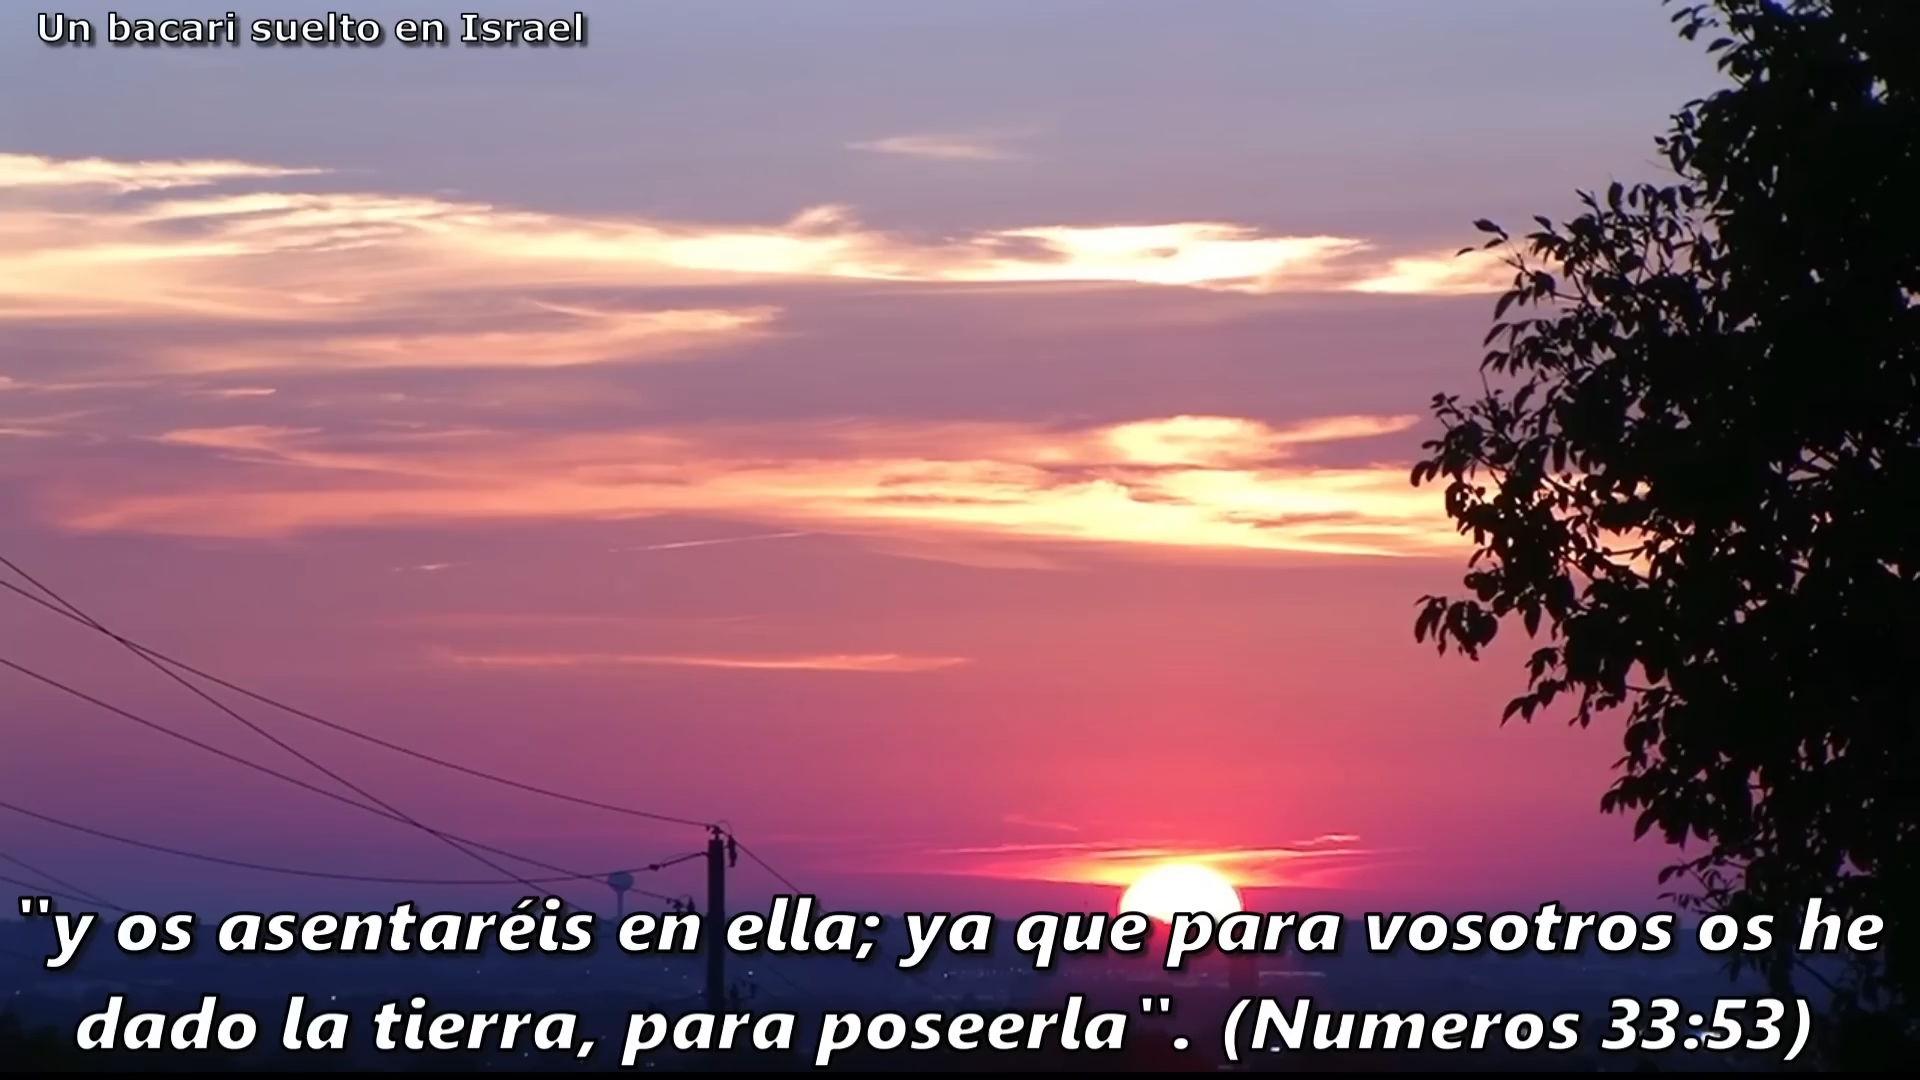 Un bacari suelto en Israel
"y os asentaréis en ella; ya que para vosotros os he
dado la tierra, para poseerla". (Numeros 33:53)